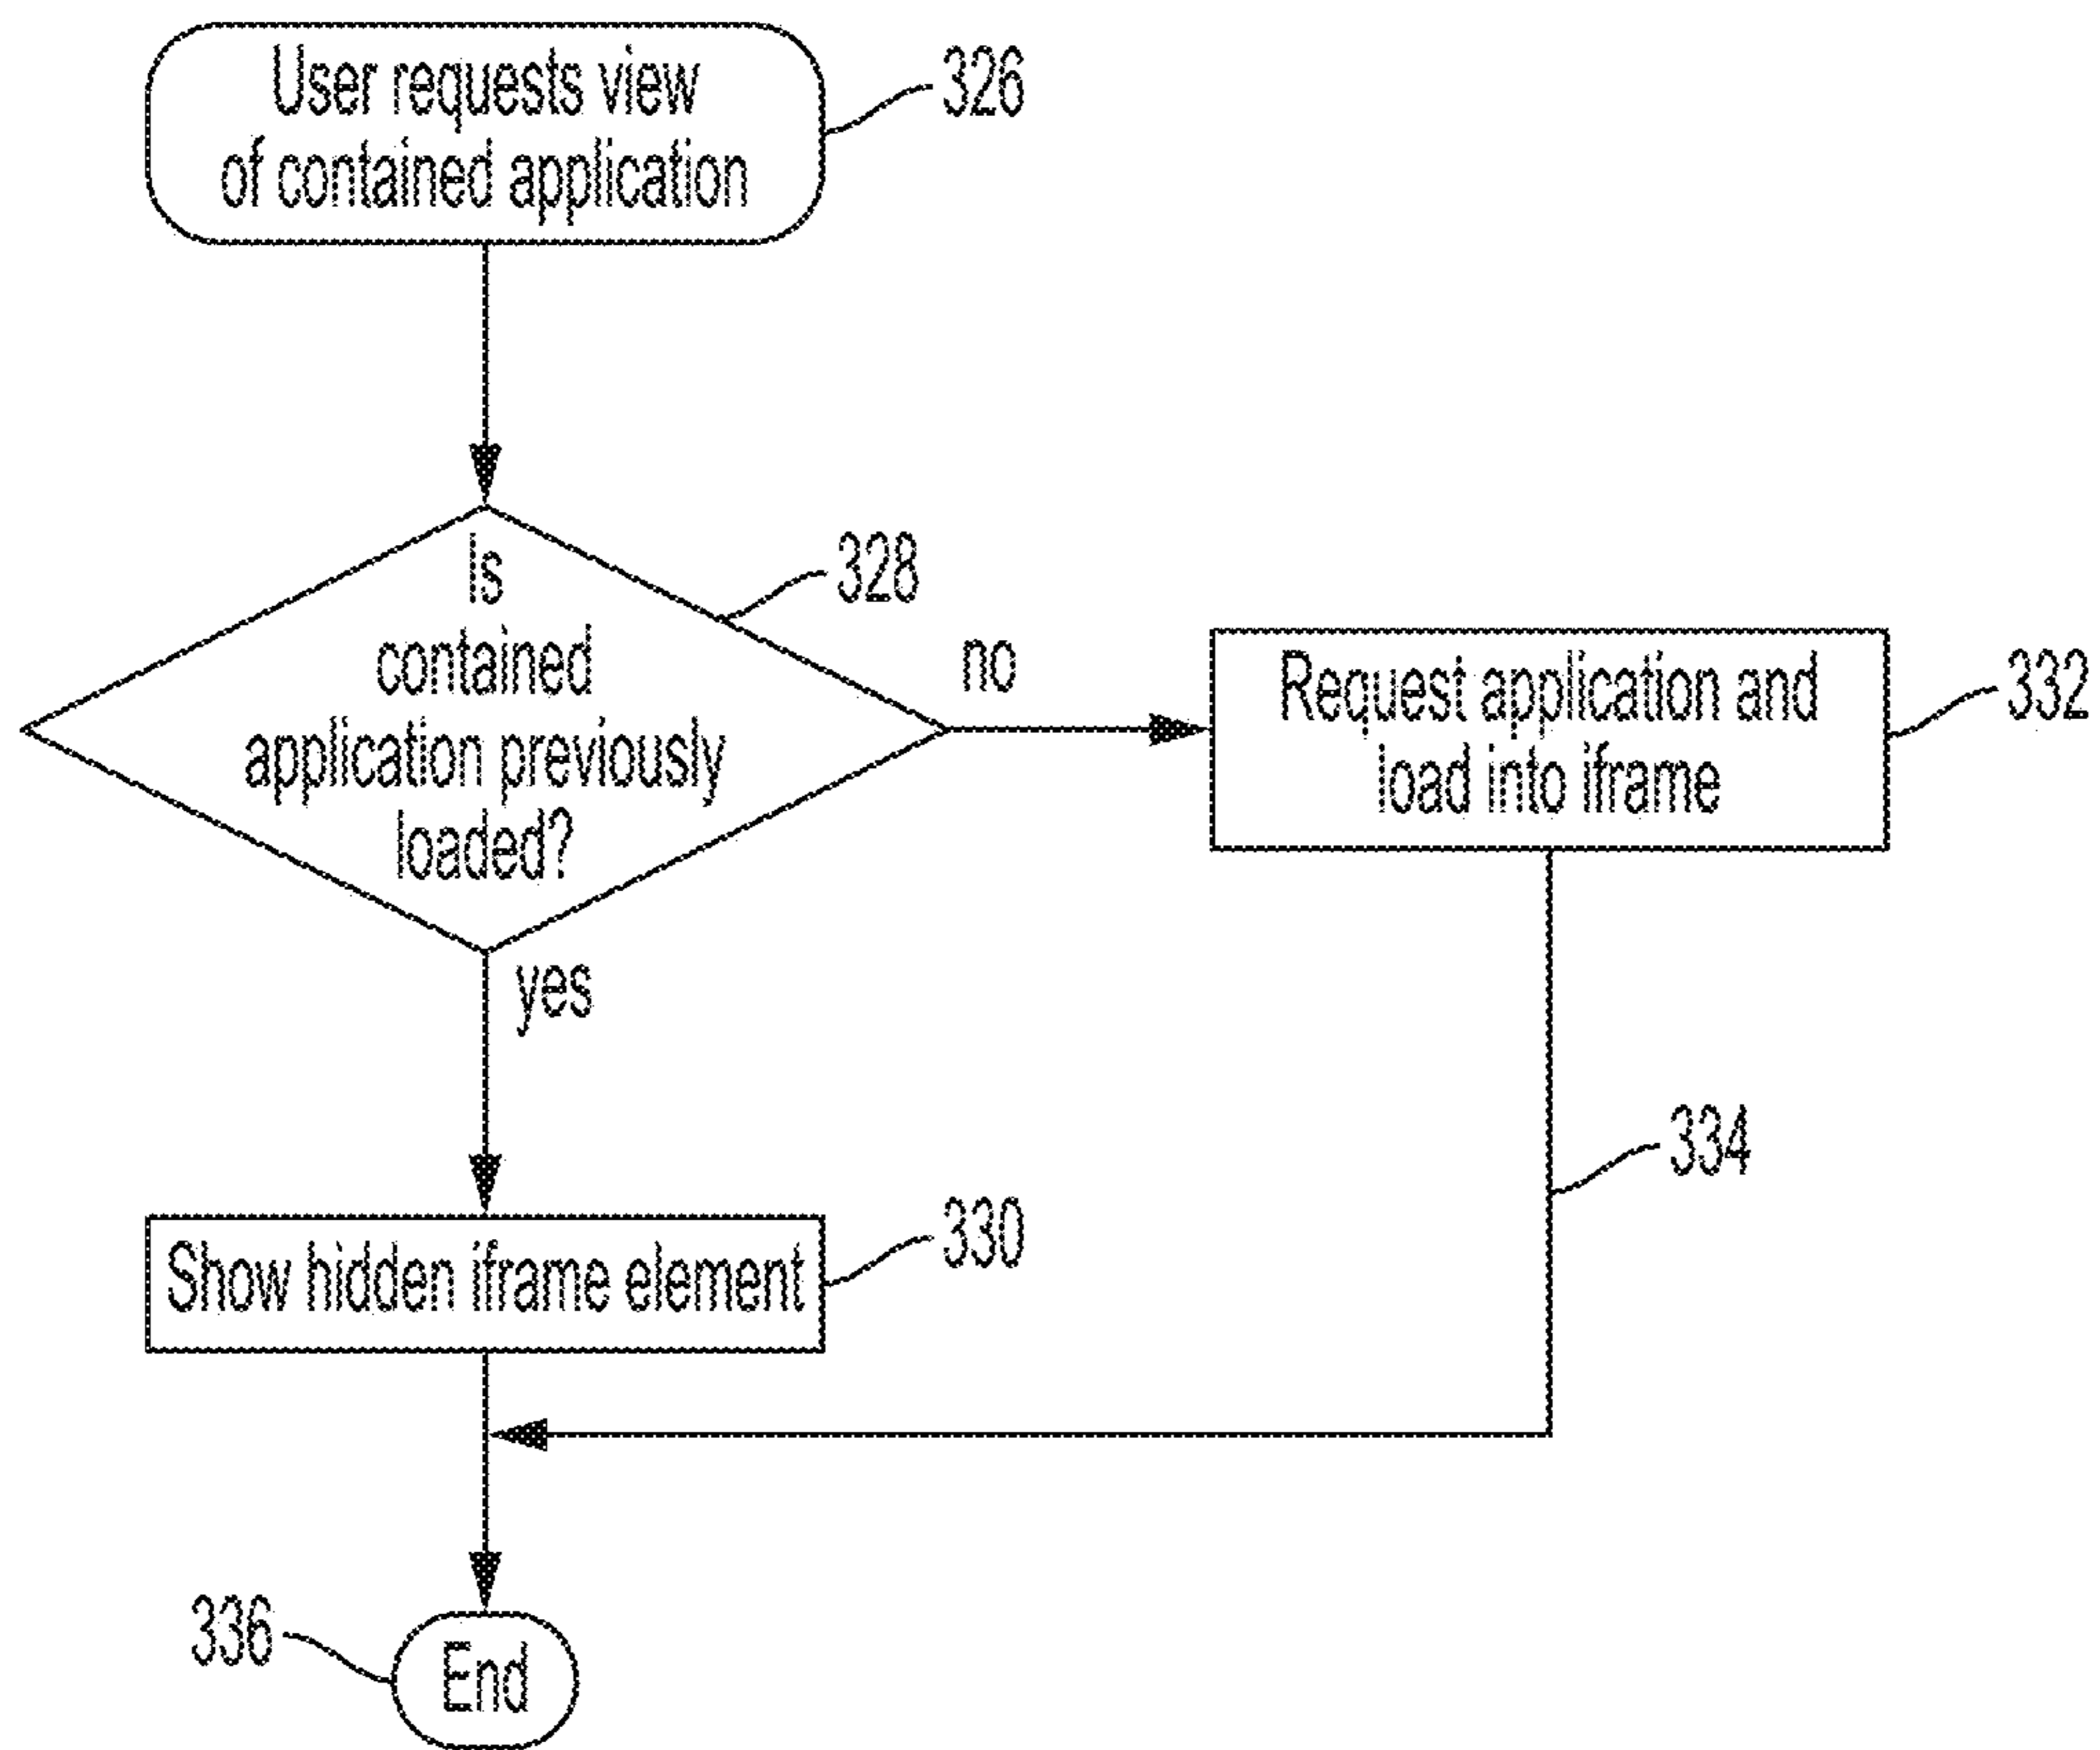 User requests view
of contained application
326
Is
contained
application previously
loaded?
328
no
Request application and
load into iframe
332
yes
334
Show hidden iframe element
330
336
End